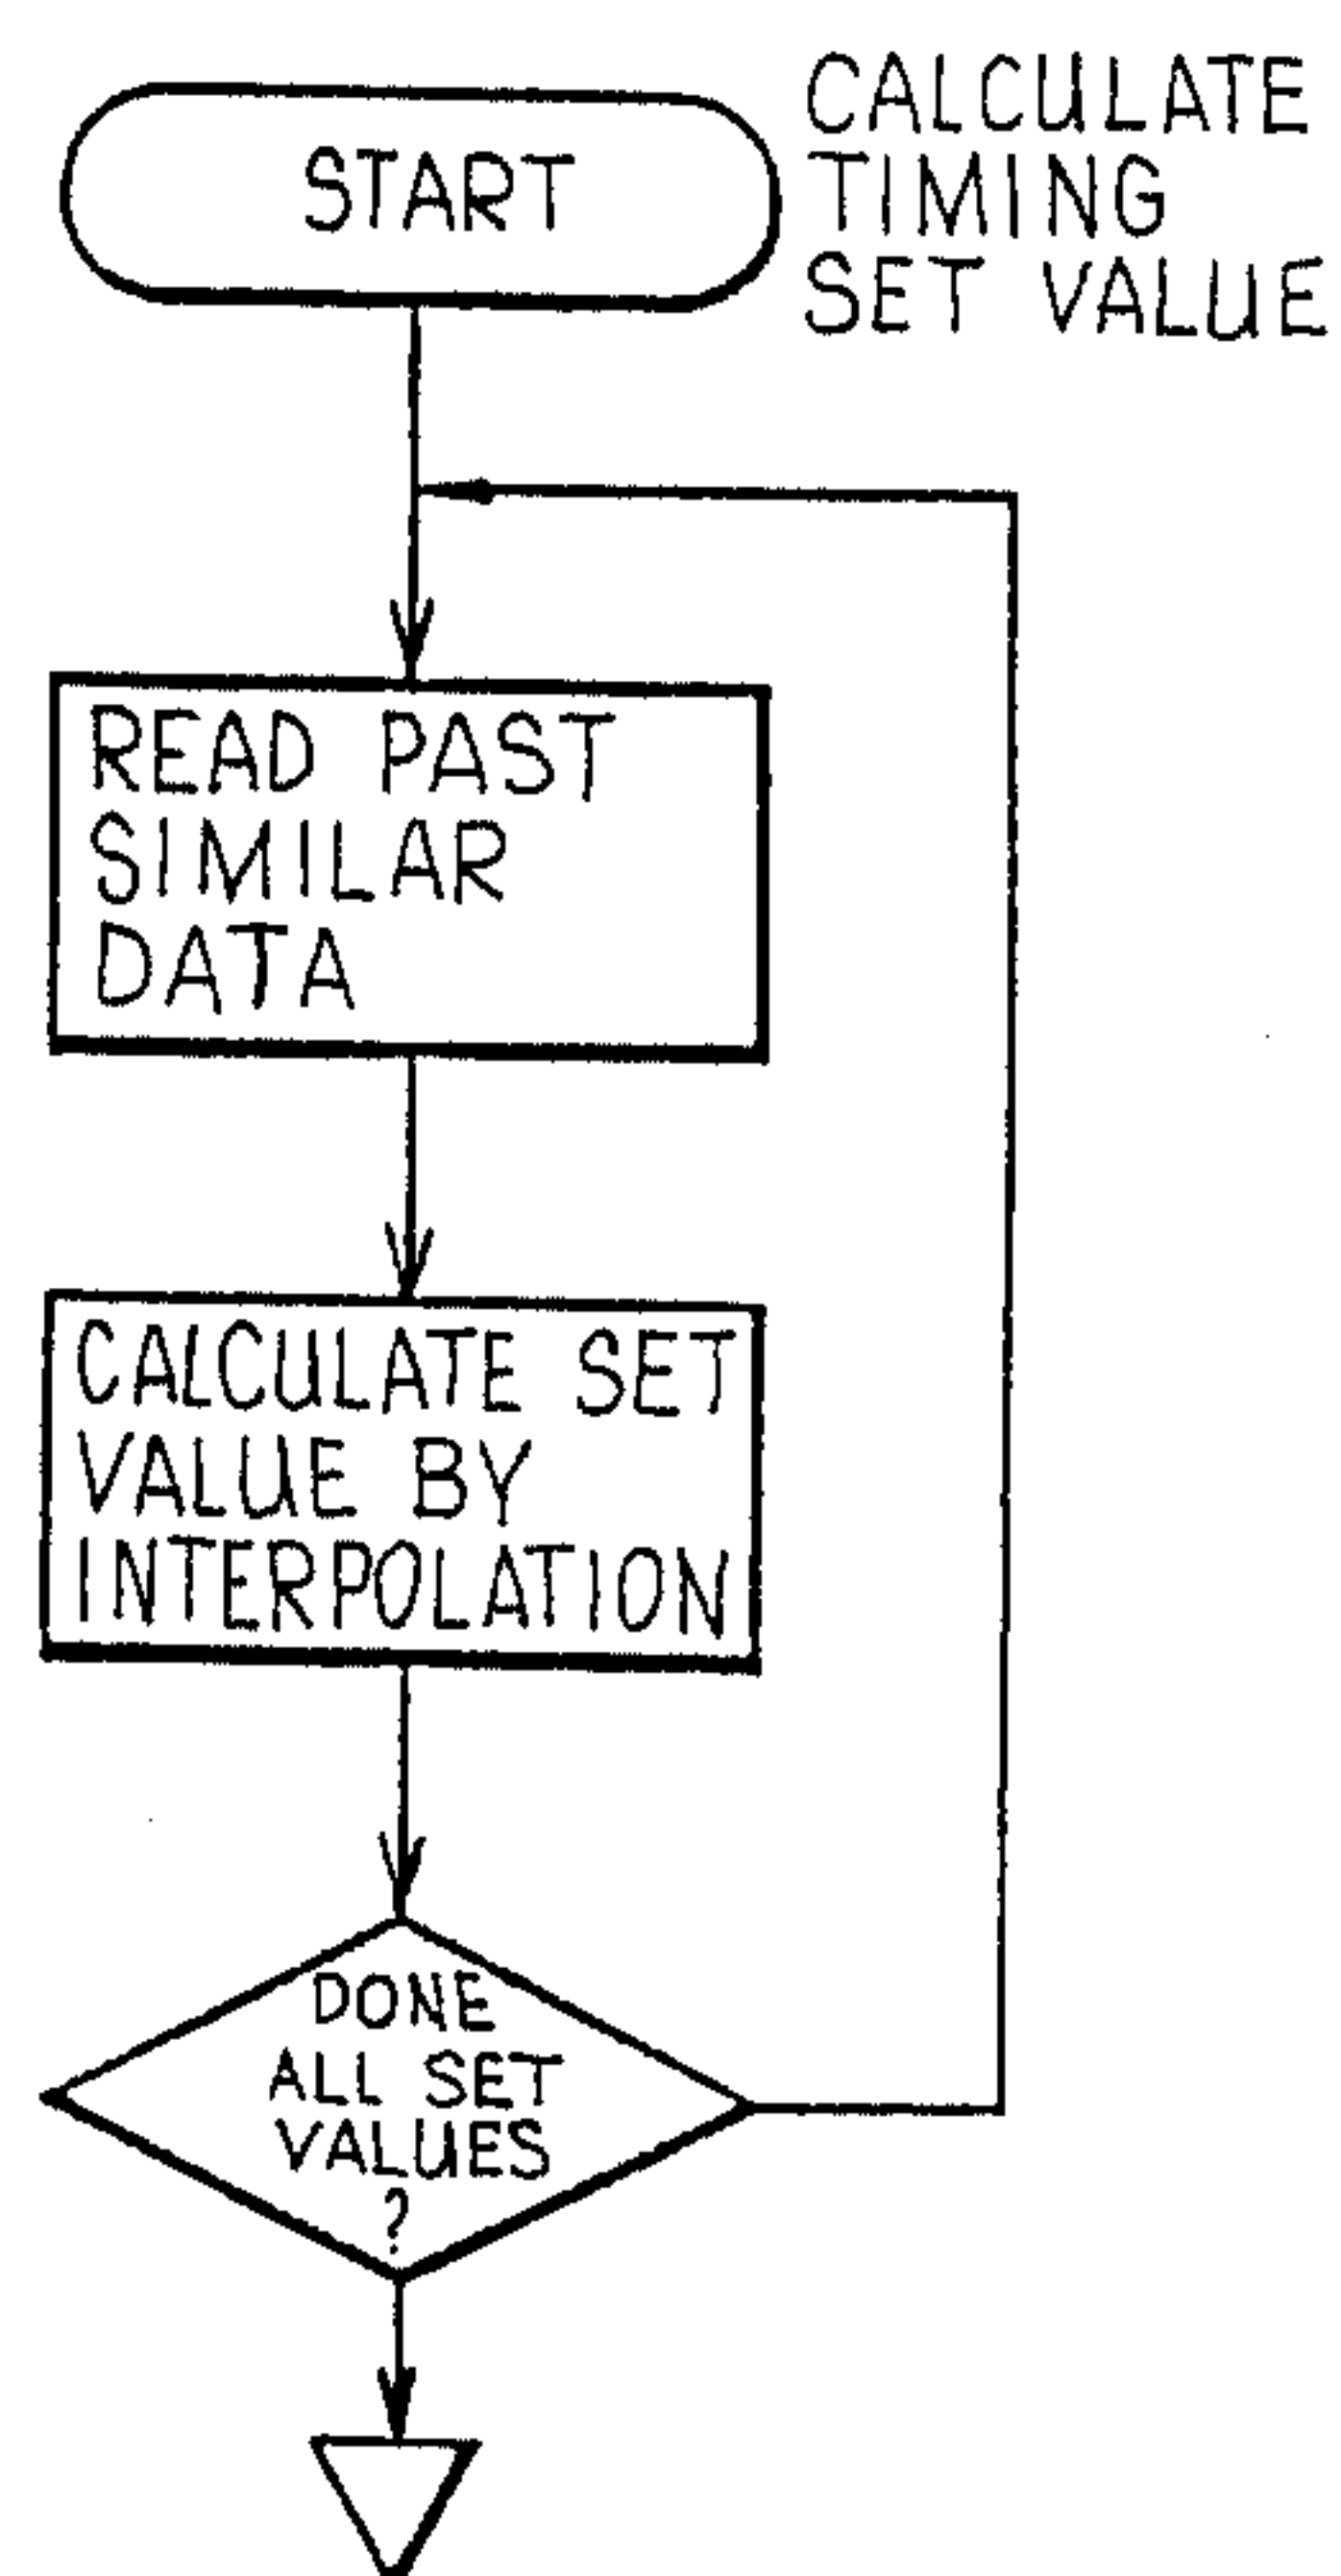 START
CALCULATE
TIMING
SET VALUE
READ PAST
SIMILAR
DATA
CALCULATE SET
VALUE BY
INTERPOLATION
DONE
ALL SET
VALUES
?